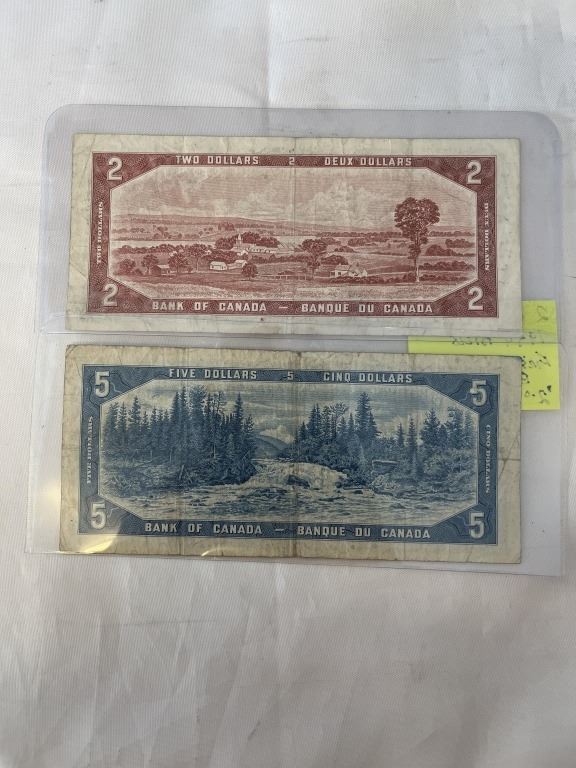 TWO DOLLARS 2 DEUX DOLLARS
2 2
TWO DOLLARS
DEUX DOLLARS
2 2
BANK OF CANADA — BANQUE DU CANADA
FIVE DOLLARS 5 CINQ DOLLARS
5 5
FIVE DOLLARS
CINQ DOLLARS
5 5
BANK OF CANADA — BANQUE DU CANADA